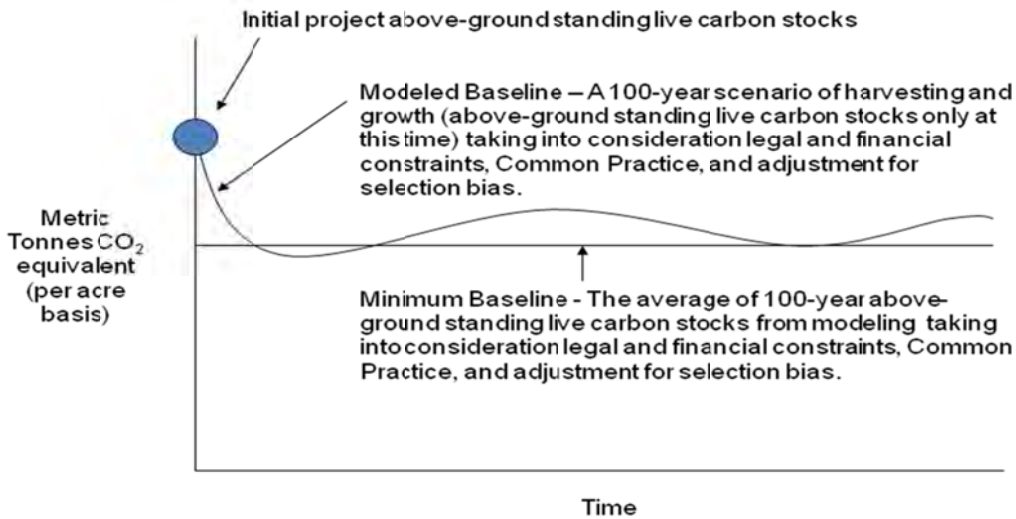 Initial project above-ground standing live carbon stocks
Modeled Baseline – A 100-year scenario of harvesting and
growth (above-ground standing live carbon stocks only at
this time) taking into consideration legal and financial
constraints, Common Practice, and adjustment for
selection bias.
Metric
Tonnes CO₂
equivalent
(per acre
basis)
Minimum Baseline - The average of 100-year above-
ground standing live carbon stocks from modeling taking
into consideration legal and financial constraints, Common
Practice, and adjustment for selection bias.
Time